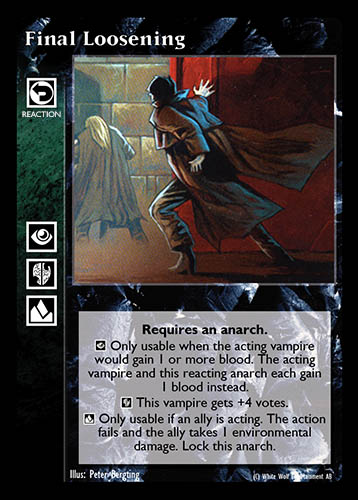 Final Loosening
REACTION
Requires an anarch.
Only usable when the acting vampire
would gain 1 or more blood. The acting
vampire and this reacting anarch each gain
1 blood instead.
This vampire gets +4 votes.
Only usable if an ally is acting. The action
fails and the ally takes 1 environmental
damage. Lock this anarch.
Illus: Peter Bergting
(C) White Wolf Entertainment AB